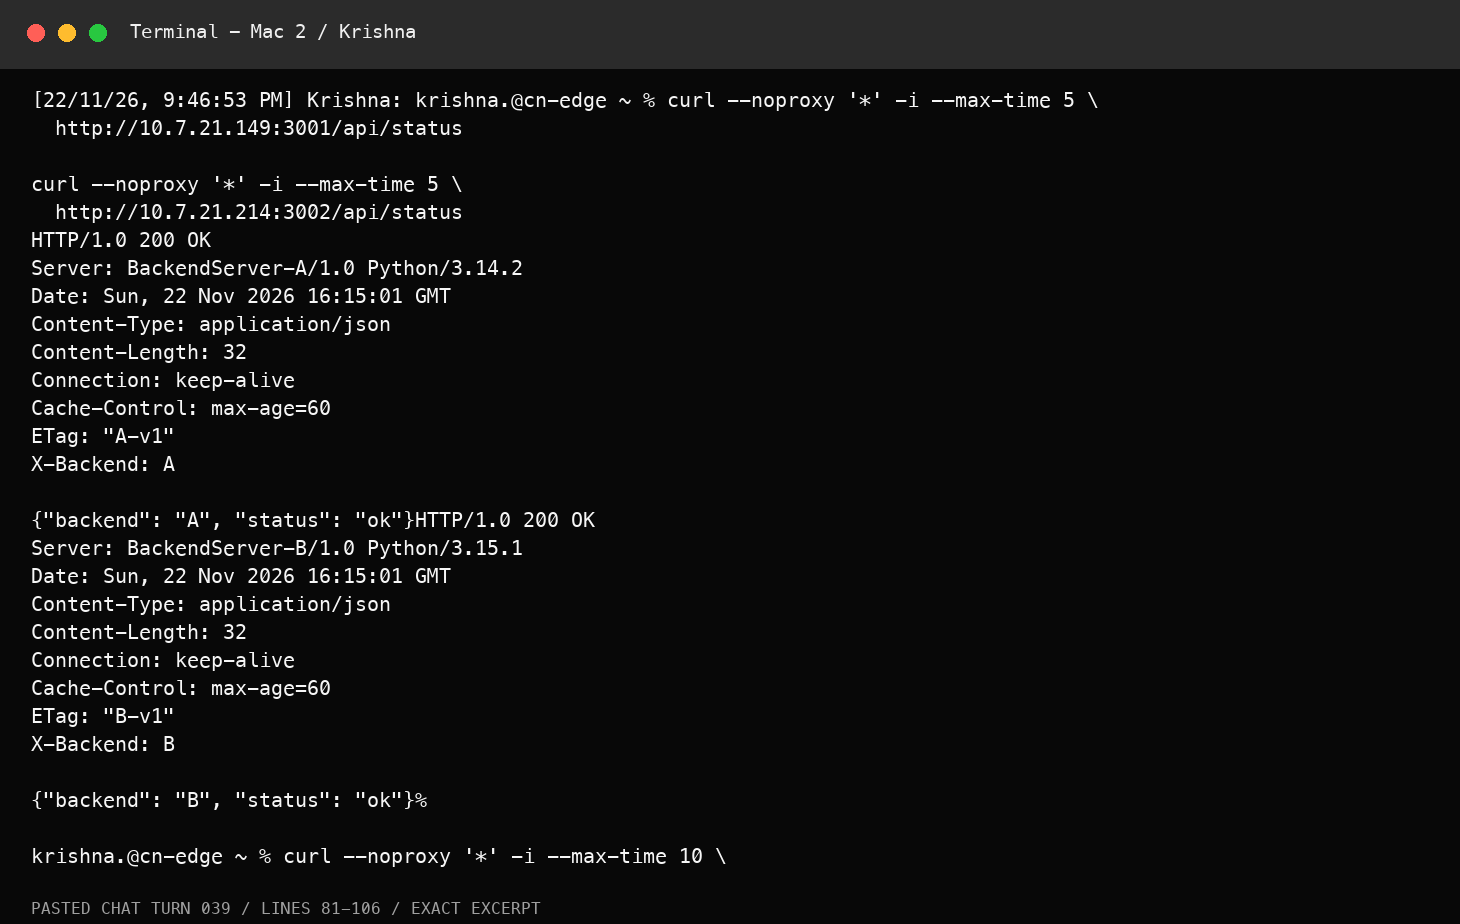 Terminal — Mac 2 / Krishna
[22/11/26, 9:46:53 PM] Krishna: krishna.@cn-edge ~ % curl --noproxy '*' -i --max-time 5 \
  http://10.7.21.149:3001/api/status

curl --noproxy '*' -i --max-time 5 \
  http://10.7.21.214:3002/api/status
HTTP/1.0 200 OK
Server: BackendServer-A/1.0 Python/3.14.2
Date: Sun, 22 Nov 2026 16:15:01 GMT
Content-Type: application/json
Content-Length: 32
Connection: keep-alive
Cache-Control: max-age=60
ETag: "A-v1"
X-Backend: A

{"backend": "A", "status": "ok"}HTTP/1.0 200 OK
Server: BackendServer-B/1.0 Python/3.15.1
Date: Sun, 22 Nov 2026 16:15:01 GMT
Content-Type: application/json
Content-Length: 32
Connection: keep-alive
Cache-Control: max-age=60
ETag: "B-v1"
X-Backend: B

{"backend": "B", "status": "ok"}%

krishna.@cn-edge ~ % curl --noproxy '*' -i --max-time 10 \

PASTED CHAT TURN 039 / LINES 81–106 / EXACT EXCERPT